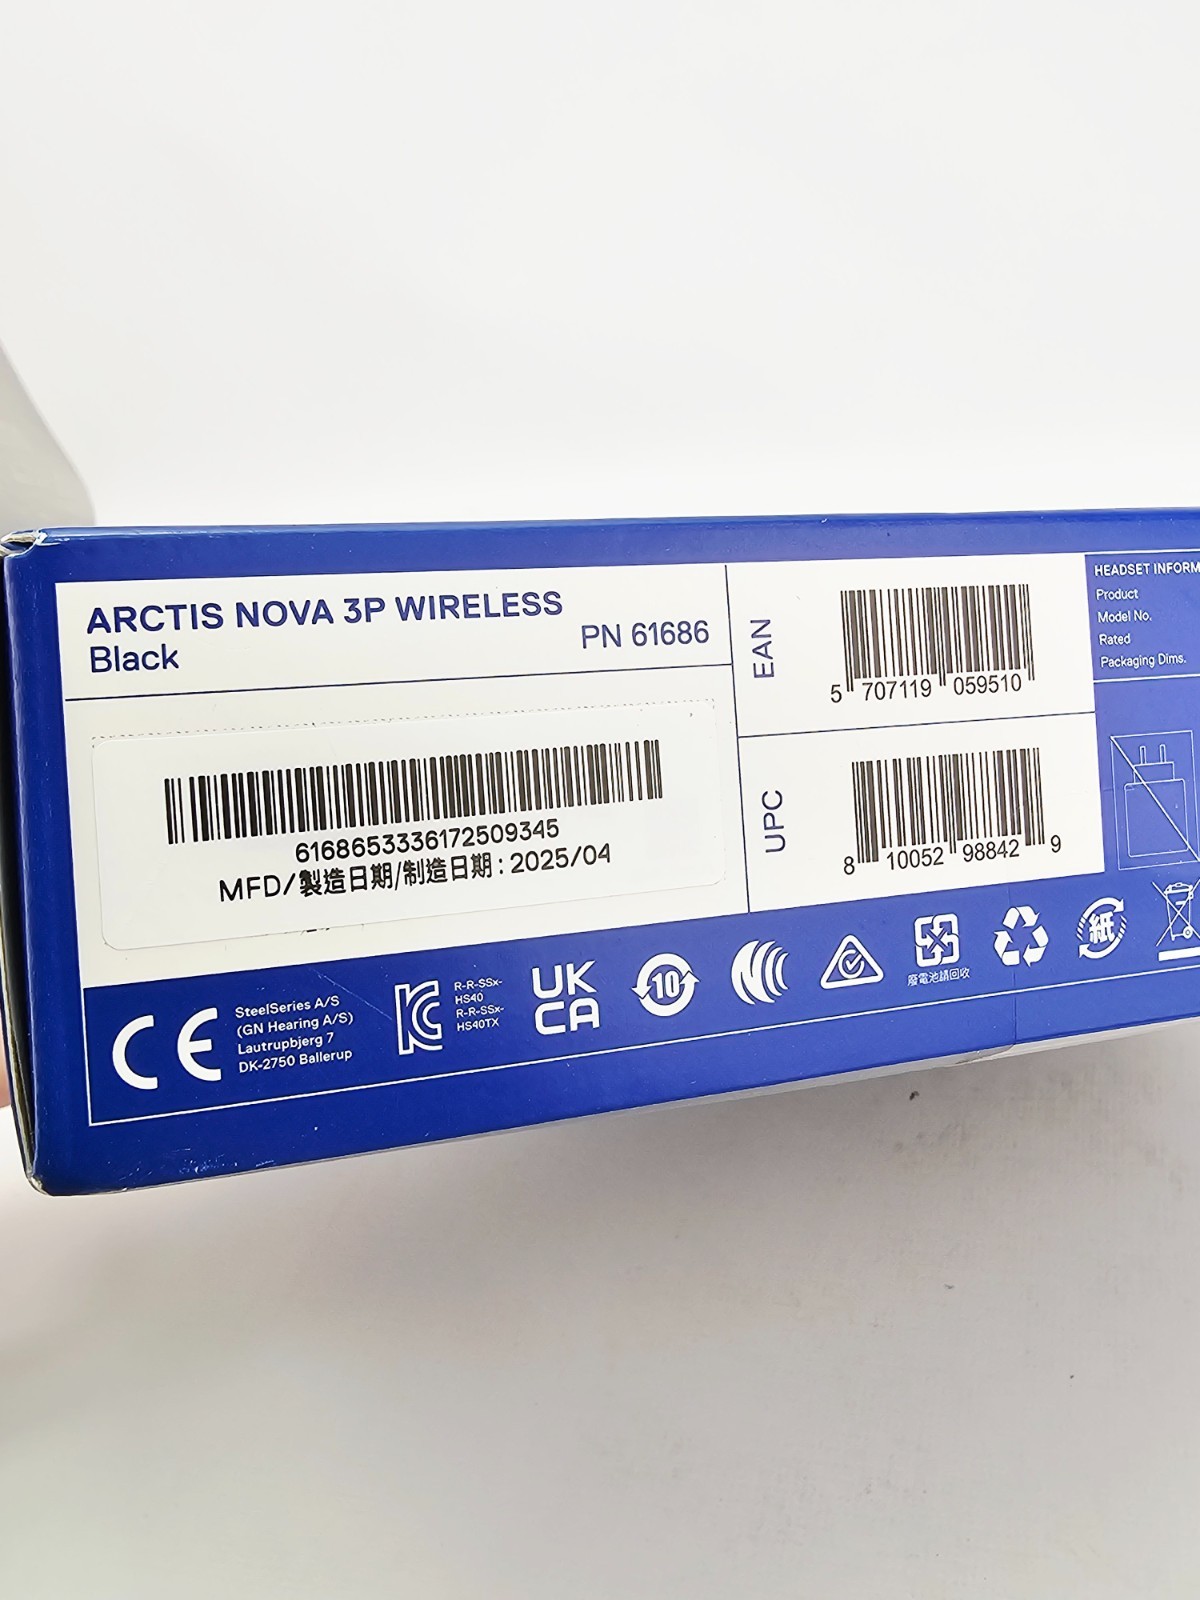 ARCTIS NOVA 3P WIRELESS
Black
PN 61686
6168653336172509345
MFD/製造日期/制造日期 : 2025/04
EAN
5 707119 059510
UPC
8 10052 98842 9
HEADSET INFORM
Product
Model No.
Rated
Packaging Dims.
CE
SteelSeries A/S
(GN Hearing A/S)
Lautrupbjerg 7
DK-2750 Ballerup
R-R-SSx-
HS40
R-R-SSx-
HS40TX
UK
CA
10
廢電池請回收
紙